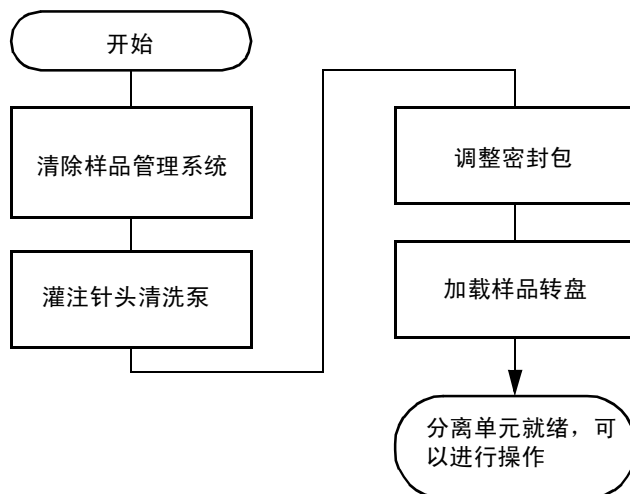 开始
清除样品管理系统
灌注针头清洗泵
调整密封包
加载样品转盘
分离单元就绪，可
以进行操作